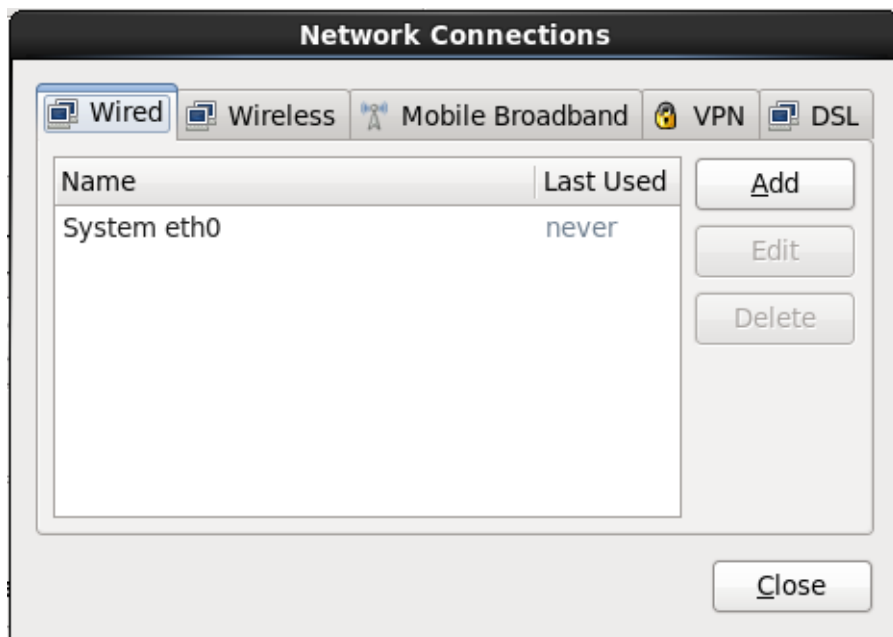 Network Connections
Wired Wireless Mobile Broadband VPN DSL
Name Last Used Add
System eth0 never
Edit
Delete
Close